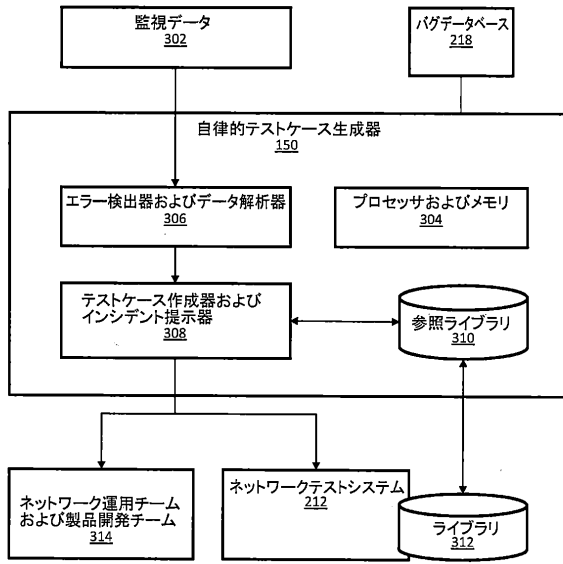 監視データ
302
バグデータベース
218
自律的テストケース生成器
150
エラー検出器およびデータ解析器
306
プロセッサおよびメモリ
304
テストケース作成器および
インシデント提示器
308
参照ライブラリ
310
ネットワーク運用チーム
および製品開発チーム
314
ネットワークテストシステム
212
ライブラリ
312